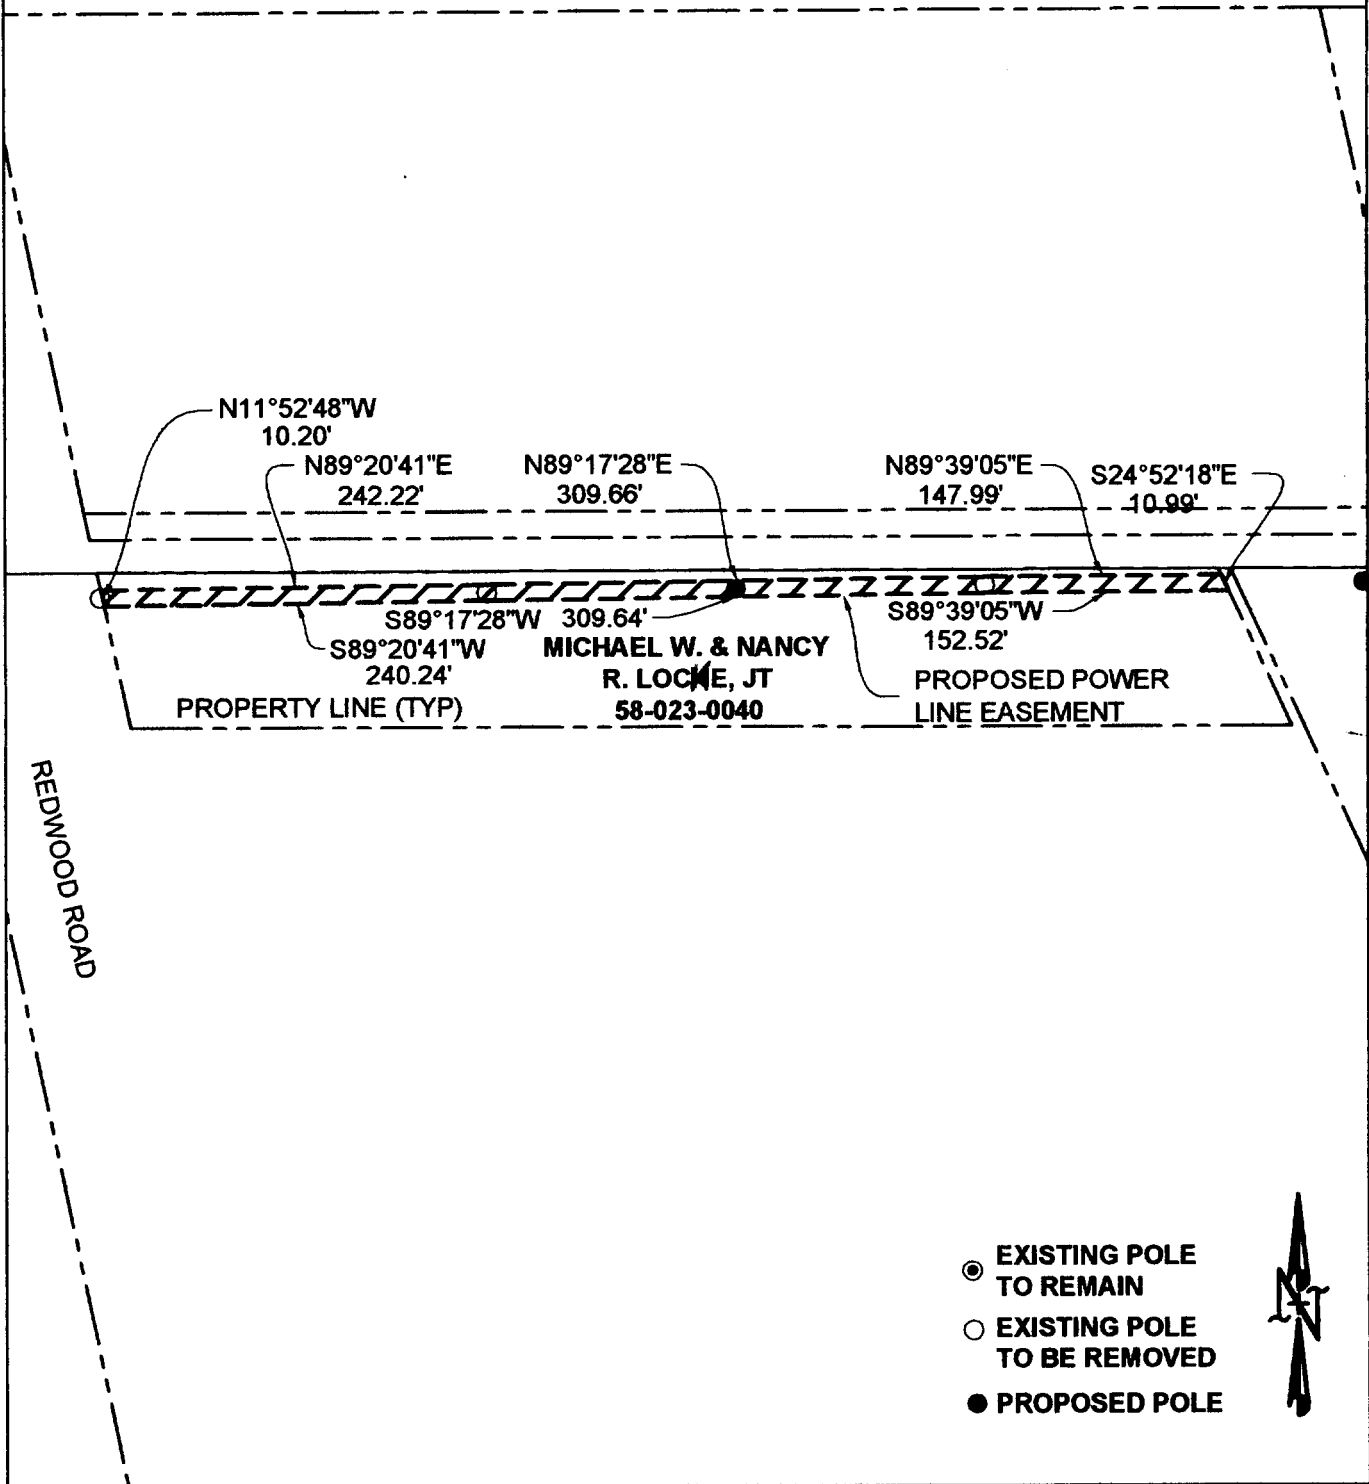 N11°52'48"W
10.20'
N89°20'41"E
242.22'
N89°17'28"E
309.66'
N89°39'05"E
147.99'
S24°52'18"E
10.99'
S89°17'28"W 309.64'
S89°20'41"W
240.24'
S89°39'05"W
152.52'
MICHAEL W. & NANCY
R. LOCKE, JT
58-023-0040
PROPERTY LINE (TYP)
PROPOSED POWER
LINE EASEMENT
REDWOOD ROAD
EXISTING POLE
TO REMAIN
EXISTING POLE
TO BE REMOVED
PROPOSED POLE
N